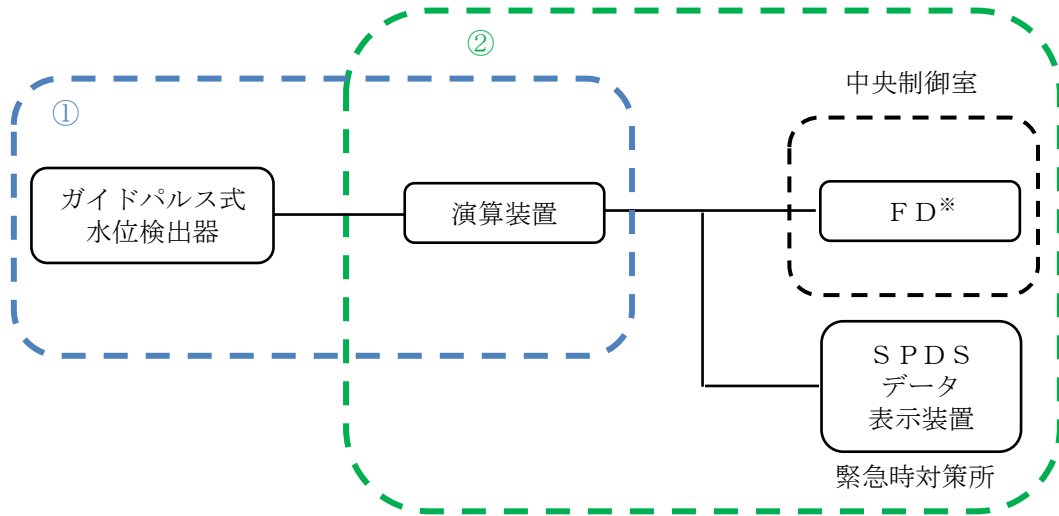 ②
①
中央制御室
ガイドパルス式
水位検出器
演算装置
ＦＤ※
ＳＰＤＳ
データ
表示装置
緊急時対策所